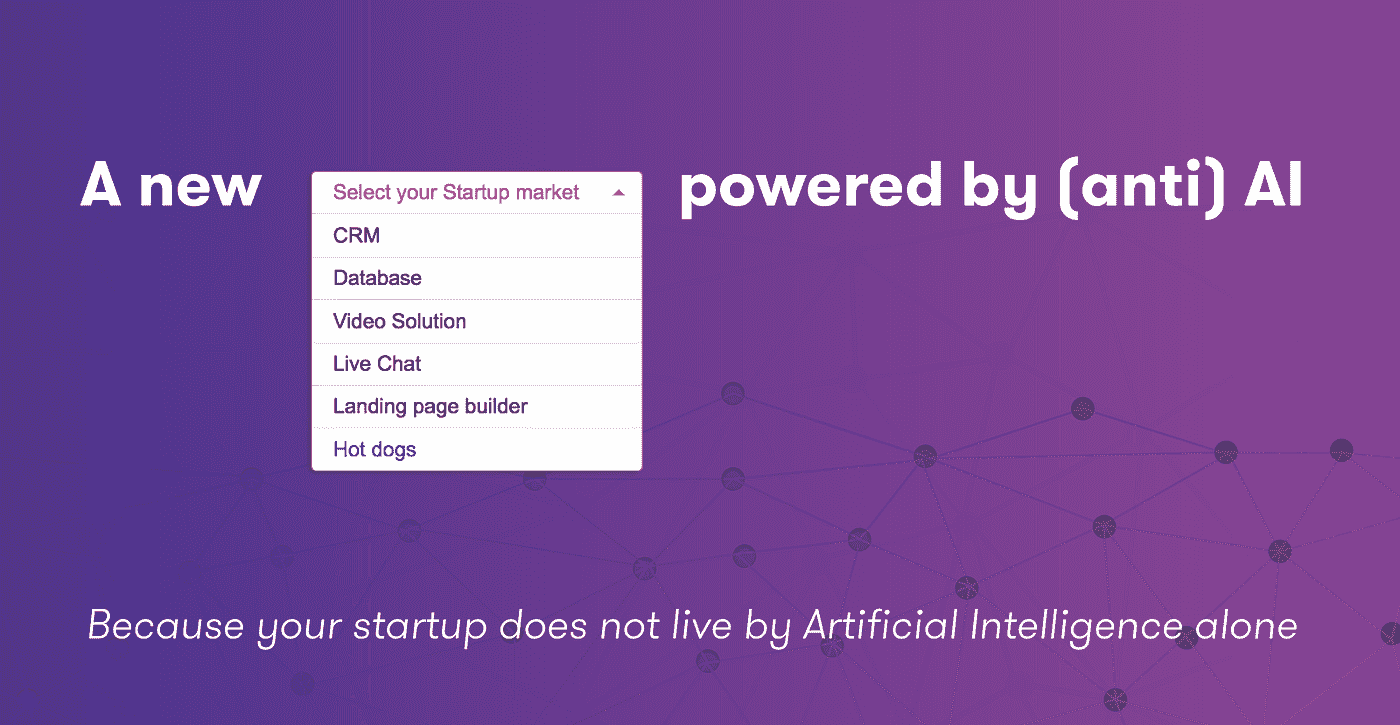 A new
Select your Startup market
powered by (anti) AI
CRM
Database
Video Solution
Live Chat
Landing page builder
Hot dogs
Because your startup does not live by Artificial Intelligence alone